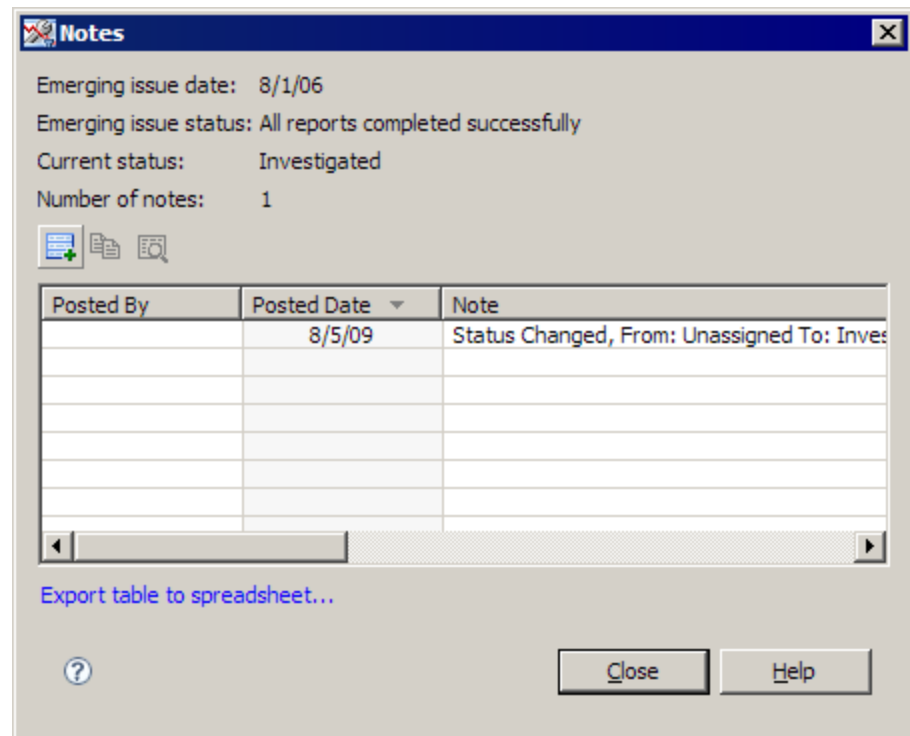 Notes
Emerging issue date: 8/1/06
Emerging issue status: All reports completed successfully
Current status: Investigated
Number of notes: 1
Posted By Posted Date Note
8/5/09 Status Changed, From: Unassigned To: Inves
Export table to spreadsheet...
? Close Help